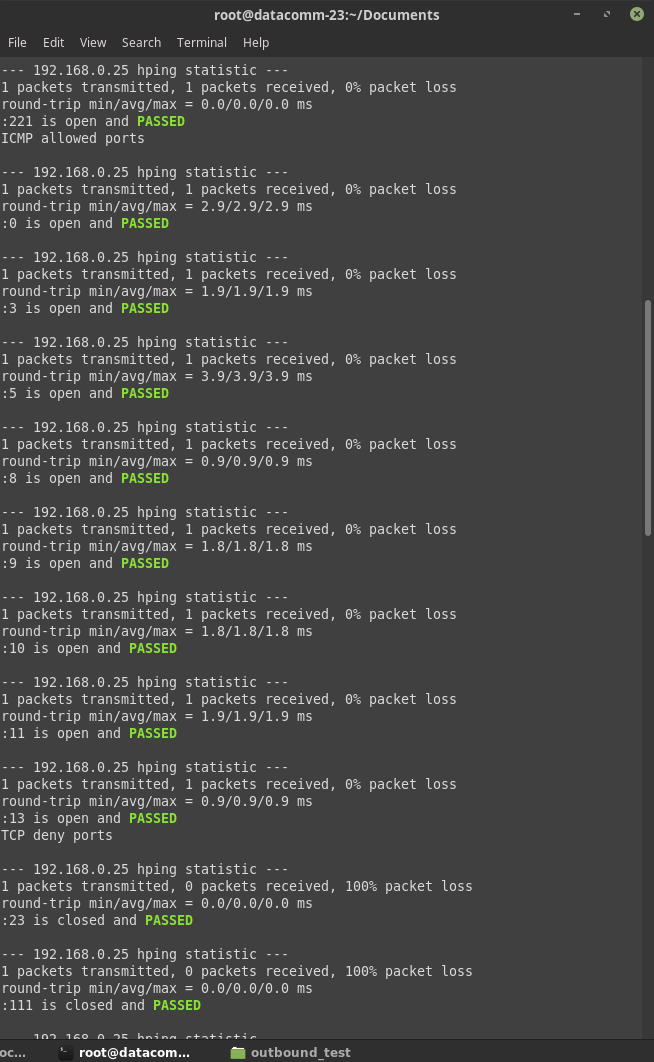 root@datacomm-23:~/Documents
File Edit View Search Terminal Help
--- 192.168.0.25 hping statistic ---
1 packets transmitted, 1 packets received, 0% packet loss
round-trip min/avg/max = 0.0/0.0/0.0 ms
:221 is open and PASSED
ICMP allowed ports
--- 192.168.0.25 hping statistic ---
1 packets transmitted, 1 packets received, 0% packet loss
round-trip min/avg/max = 2.9/2.9/2.9 ms
:0 is open and PASSED
--- 192.168.0.25 hping statistic ---
1 packets transmitted, 1 packets received, 0% packet loss
round-trip min/avg/max = 1.9/1.9/1.9 ms
:3 is open and PASSED
--- 192.168.0.25 hping statistic ---
1 packets transmitted, 1 packets received, 0% packet loss
round-trip min/avg/max = 3.9/3.9/3.9 ms
:5 is open and PASSED
--- 192.168.0.25 hping statistic ---
1 packets transmitted, 1 packets received, 0% packet loss
round-trip min/avg/max = 0.9/0.9/0.9 ms
:8 is open and PASSED
--- 192.168.0.25 hping statistic ---
1 packets transmitted, 1 packets received, 0% packet loss
round-trip min/avg/max = 1.8/1.8/1.8 ms
:9 is open and PASSED
--- 192.168.0.25 hping statistic ---
1 packets transmitted, 1 packets received, 0% packet loss
round-trip min/avg/max = 1.8/1.8/1.8 ms
:10 is open and PASSED
--- 192.168.0.25 hping statistic ---
1 packets transmitted, 1 packets received, 0% packet loss
round-trip min/avg/max = 1.9/1.9/1.9 ms
:11 is open and PASSED
--- 192.168.0.25 hping statistic ---
1 packets transmitted, 1 packets received, 0% packet loss
round-trip min/avg/max = 0.9/0.9/0.9 ms
:13 is open and PASSED
TCP deny ports
--- 192.168.0.25 hping statistic ---
1 packets transmitted, 0 packets received, 100% packet loss
round-trip min/avg/max = 0.0/0.0/0.0 ms
:23 is closed and PASSED
--- 192.168.0.25 hping statistic ---
1 packets transmitted, 0 packets received, 100% packet loss
round-trip min/avg/max = 0.0/0.0/0.0 ms
:111 is closed and PASSED
--- 192.168.0.25 hping statistic ---
oc... root@datacom... outbound_test